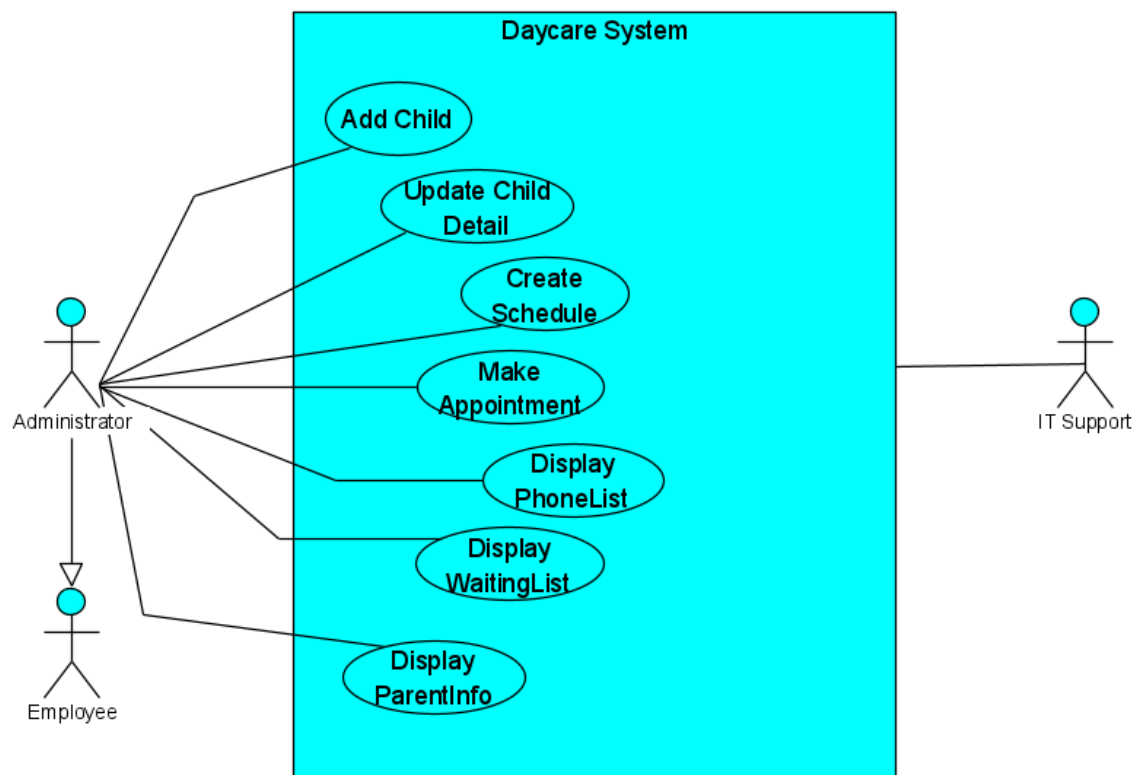 Daycare System
Add Child
Update Child
Detail
Create
Schedule
Make
Appointment
Administrator
IT Support
Display
PhoneList
Display
WaitingList
Display
ParentInfo
Employee